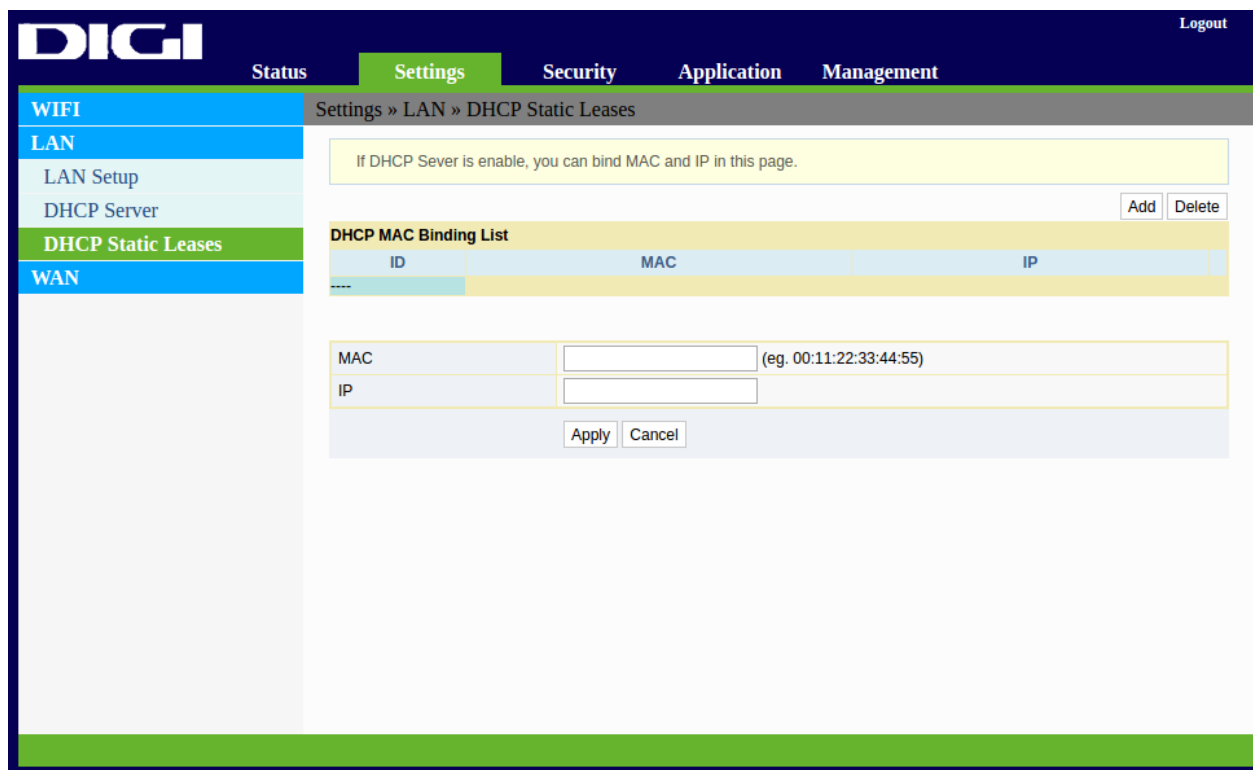 DIGI
Logout
Status Settings Security Application Management
WIFI
LAN
LAN Setup
DHCP Server
DHCP Static Leases
WAN
Settings » LAN » DHCP Static Leases
If DHCP Sever is enable, you can bind MAC and IP in this page.
Add Delete
DHCP MAC Binding List
ID MAC IP
----
MAC (eg. 00:11:22:33:44:55)
IP
Apply Cancel